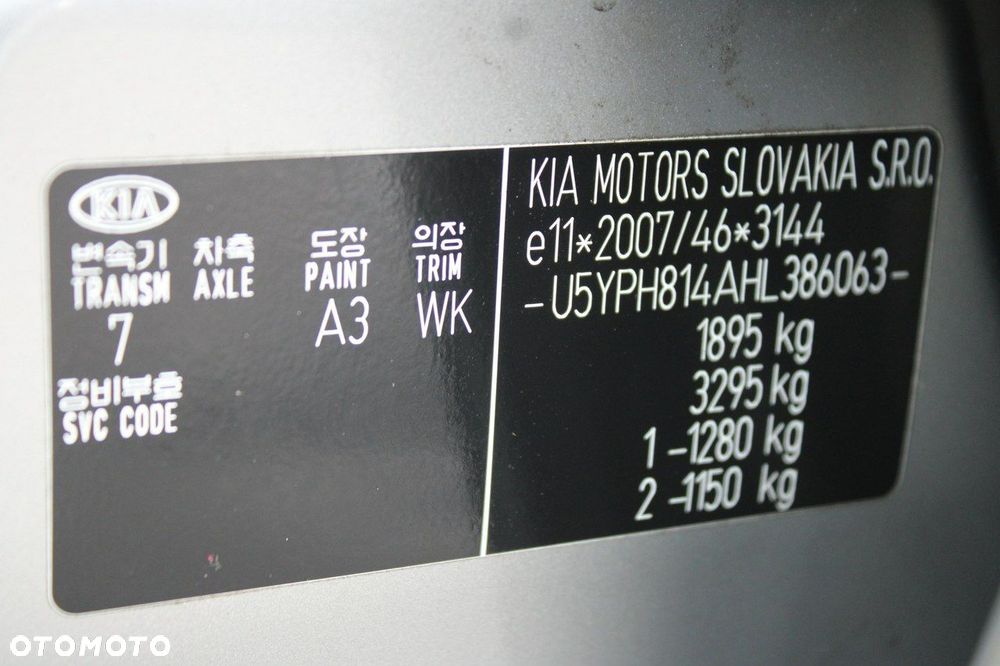 KIA
변속기 차축 도장 의장
TRANSM AXLE PAINT TRIM
7 A3 WK
정비부호
SVC CODE
KIA MOTORS SLOVAKIA S.R.O.
e11*2007/46*3144
-U5YPH814AHL386063-
1895 kg
3295 kg
1 -1280 kg
2 -1150 kg
OTOMOTO